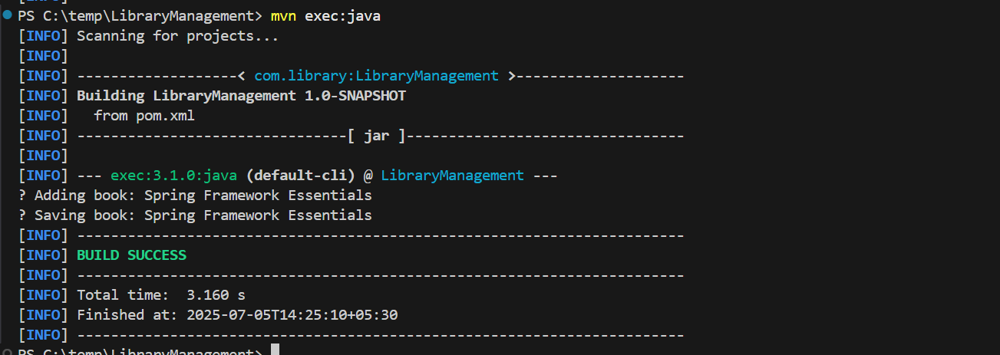 [INFO]
PS C:\temp\LibraryManagement> mvn exec:java
[INFO] Scanning for projects...
[INFO]
[INFO] -------------------< com.library:LibraryManagement >--------------------
[INFO] Building LibraryManagement 1.0-SNAPSHOT
[INFO]   from pom.xml
[INFO] --------------------------------[ jar ]---------------------------------
[INFO]
[INFO] --- exec:3.1.0:java (default-cli) @ LibraryManagement ---
? Adding book: Spring Framework Essentials
? Saving book: Spring Framework Essentials
[INFO] ------------------------------------------------------------------------
[INFO] BUILD SUCCESS
[INFO] ------------------------------------------------------------------------
[INFO] Total time:  3.160 s
[INFO] Finished at: 2025-07-05T14:25:10+05:30
[INFO] ------------------------------------------------------------------------
PS C:\temp\LibraryManagement>